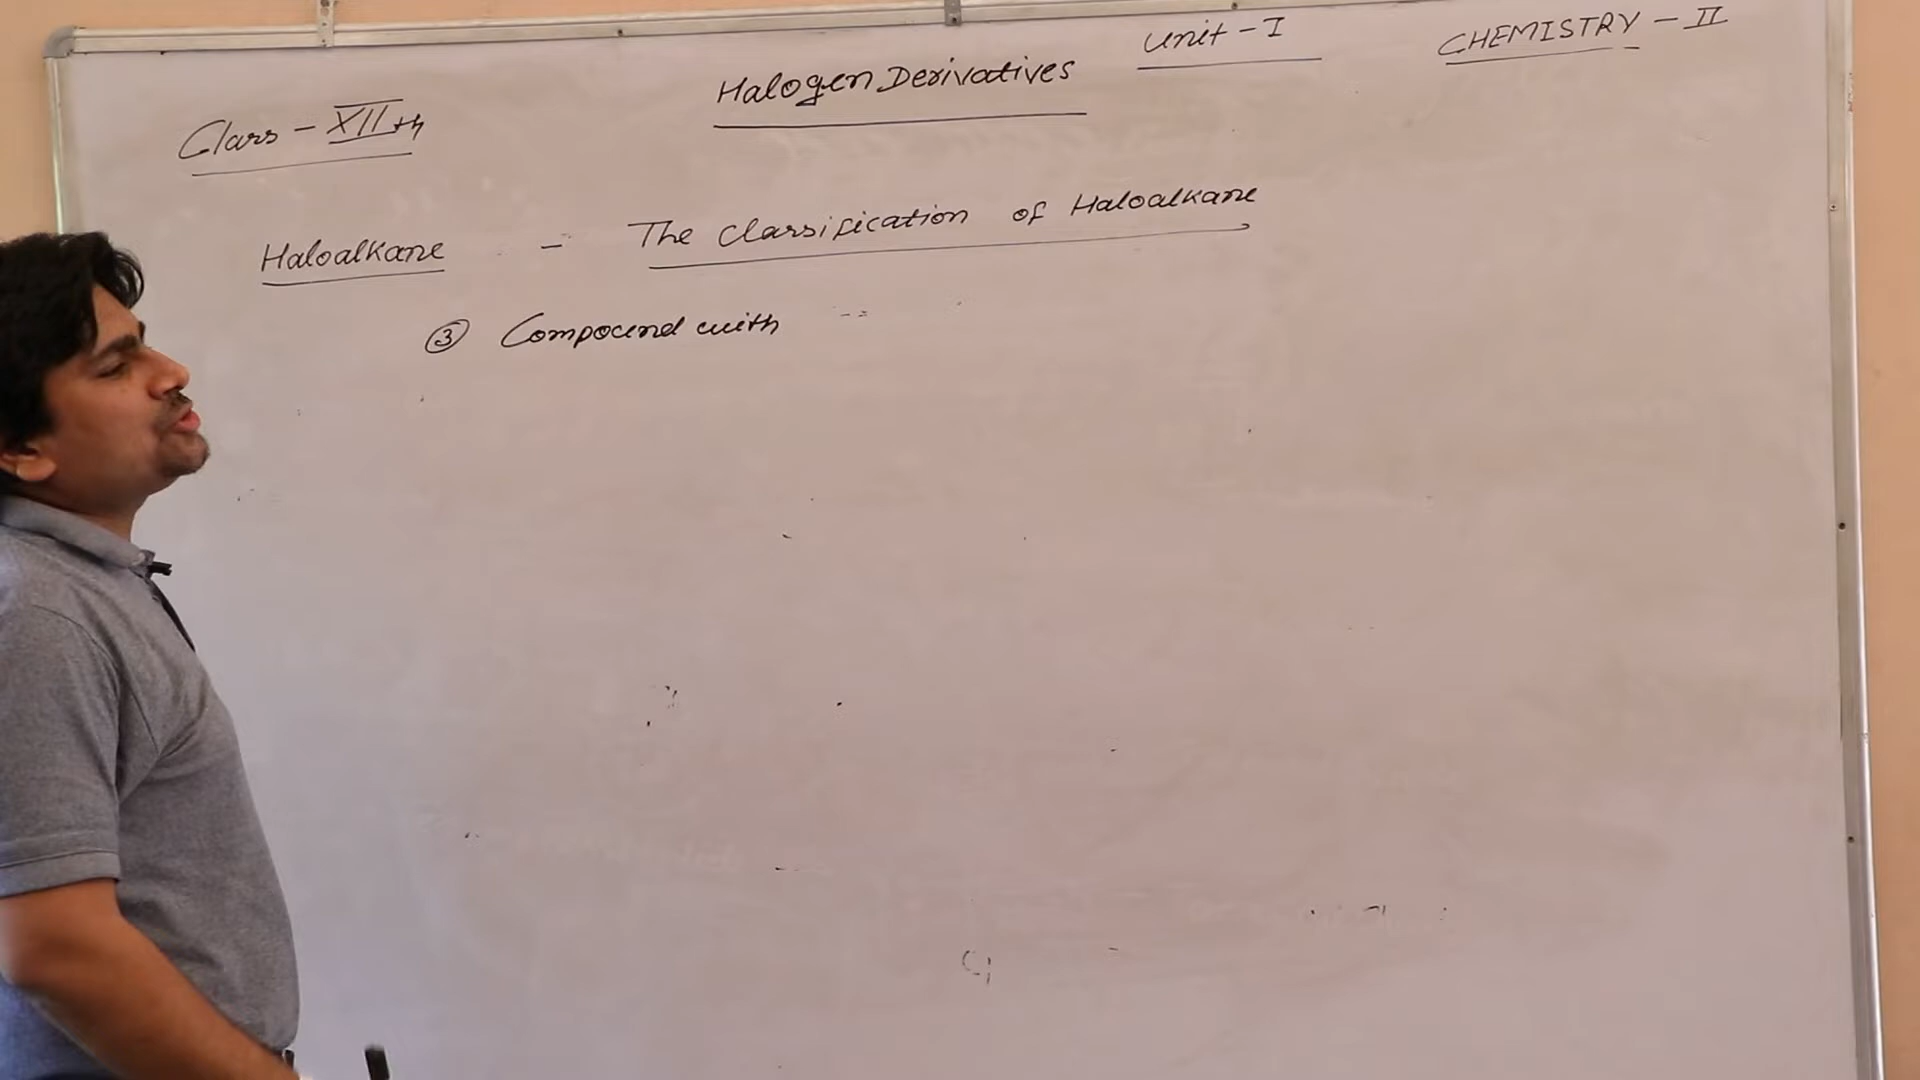 Unit - I CHEMISTRY - II
Halogen Derivatives
Class - XIIth
Haloalkane - The Classification of Haloalkane
③ Compound with